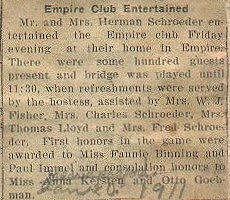 Empire Club Entertained
Mr. and Mrs. Herman Schroeder en-
tertained the Empire club Friday
evening at their home in Empire.
There were some hundred guests
present and bridge was played until
11:30, when refreshments were served
by the hostess, assisted by Mrs. W. J.
Fisher, Mrs. Charles Schroeder, Mrs.
Thomas Lloyd and Mrs. Fred Schroe-
der. First honors in the game were
awarded to Miss Fannie Binning and
Paul Immel and consolation honors to
Miss Anna Kersten and Otto Goeh-
man.